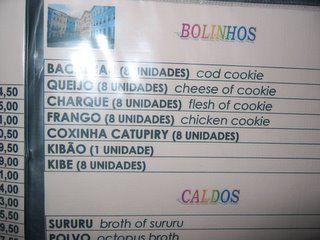 BOLINHOS
BACALHAU (8 UNIDADES) cod cookie
QUEIJO (8 UNIDADES) cheese of cookie
CHARQUE (8 UNIDADES) flesh of cookie
FRANGO (8 UNIDADES) chicken cookie
COXINHA CATUPIRY (8 UNIDADES)
KIBÃO (1 UNIDADE)
KIBE (8 UNIDADES)
CALDOS
SURURU broth of sururu
POLVO octopus broth